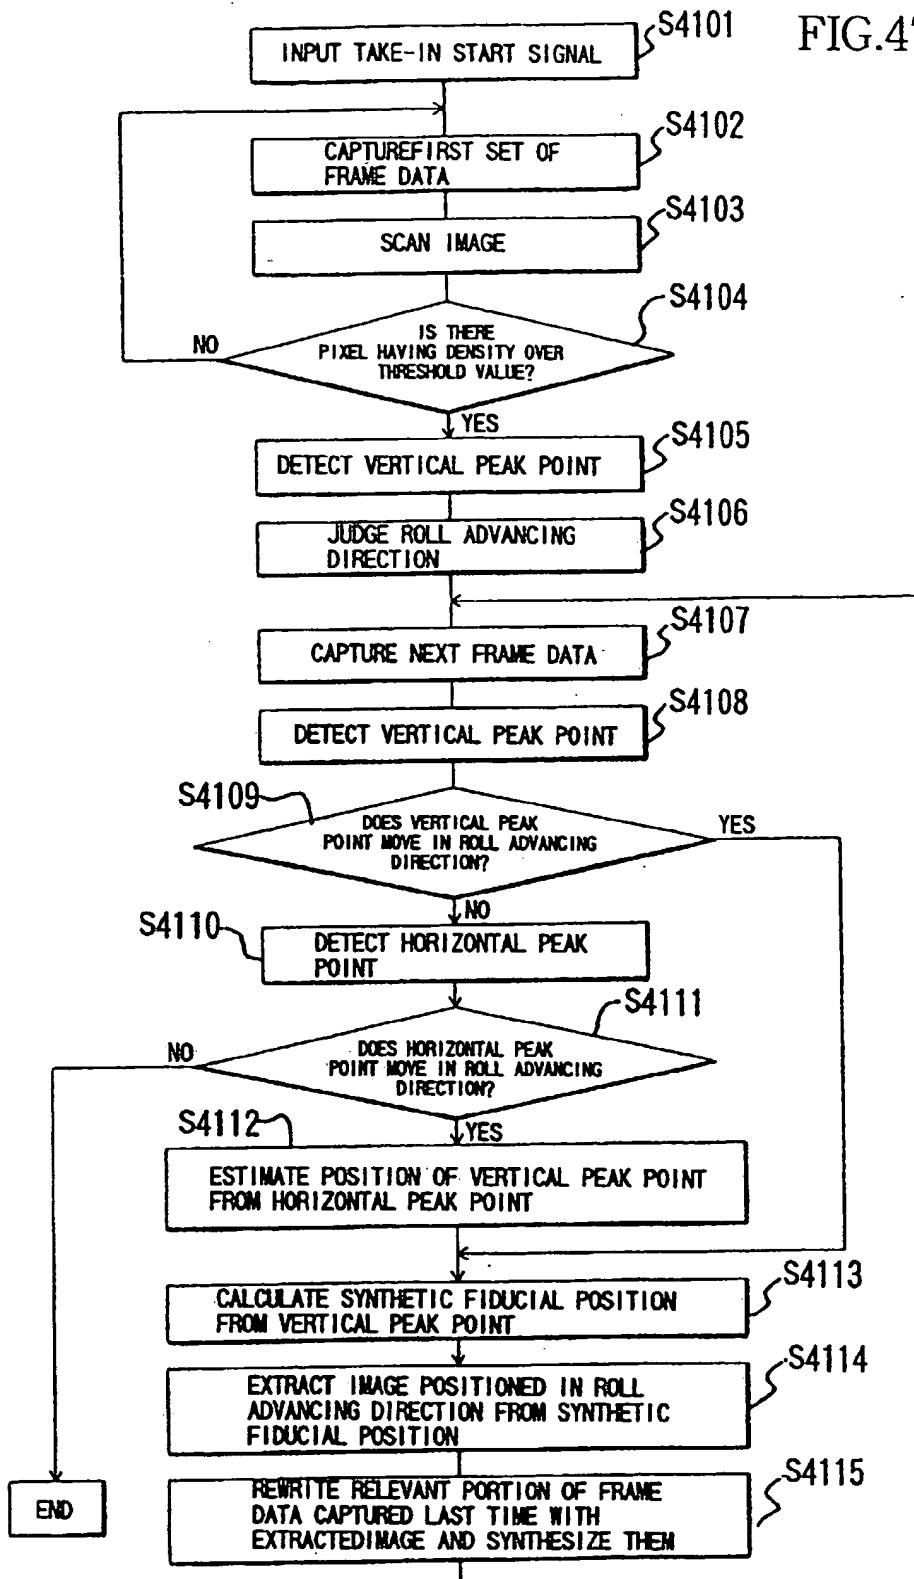 FIG.4
S4101
INPUT TAKE-IN START SIGNAL
S4102
CAPTUREFIRST SET OF
FRAME DATA
S4103
SCAN IMAGE
S4104
IS THERE
PIXEL HAVING DENSITY OVER
THRESHOLD VALUE?
NO
YES
S4105
DETECT VERTICAL PEAK POINT
S4106
JUDGE ROLL ADVANCING
DIRECTION
S4107
CAPTURE NEXT FRAME DATA
S4108
DETECT VERTICAL PEAK POINT
S4109
DOES VERTICAL PEAK
POINT MOVE IN ROLL ADVANCING
DIRECTION?
YES
NO
S4110
DETECT HORIZONTAL PEAK
POINT
S4111
DOES HORIZONTAL PEAK
POINT MOVE IN ROLL ADVANCING
DIRECTION?
NO
YES
S4112
ESTIMATE POSITION OF VERTICAL PEAK POINT
FROM HORIZONTAL PEAK POINT
S4113
CALCULATE SYNTHETIC FIDUCIAL POSITION
FROM VERTICAL PEAK POINT
S4114
EXTRACT IMAGE POSITIONED IN ROLL
ADVANCING DIRECTION FROM SYNTHETIC
FIDUCIAL POSITION
S4115
REWRITE RELEVANT PORTION OF FRAME
DATA CAPTURED LAST TIME WITH
EXTRACTEDIMAGE AND SYNTHESIZE THEM
END